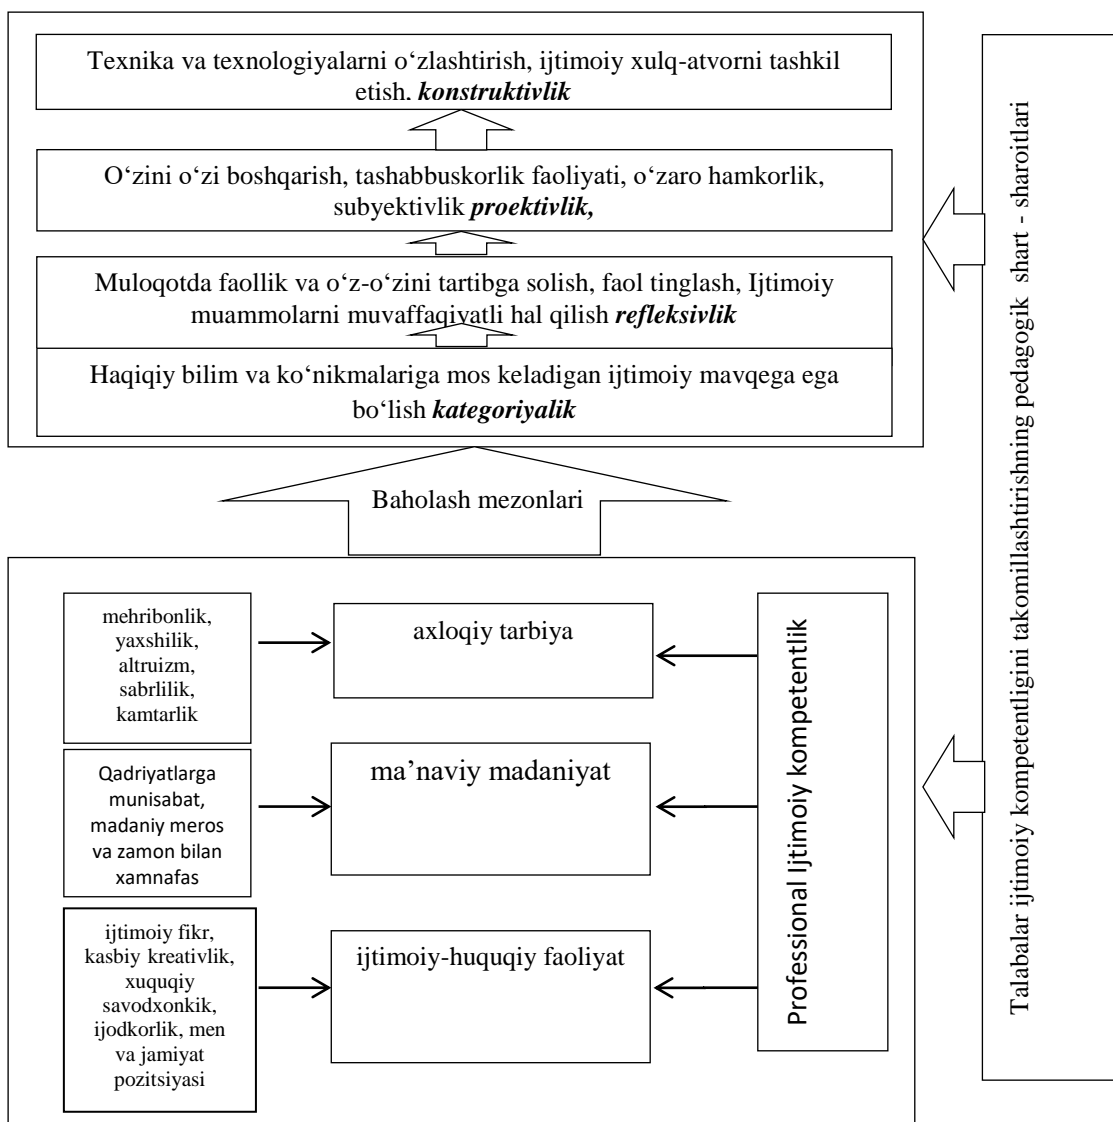 Texnika va texnologiyalarni o‘zlashtirish, ijtimoiy xulq-atvorni tashkil
etish, konstruktivlik
O‘zini o‘zi boshqarish, tashabbuskorlik faoliyati, o‘zaro hamkorlik,
subyektivlik proektivlik,
Muloqotda faollik va o‘z-o‘zini tartibga solish, faol tinglash, Ijtimoiy
muammolarni muvaffaqiyatli hal qilish refleksivlik
Haqiqiy bilim va ko‘nikmalariga mos keladigan ijtimoiy mavqega ega
bo‘lish kategoriyalik
Baholash mezonlari
mehribonlik,
yaxshilik,
altruizm,
sabrlilik,
kamtarlik
axloqiy tarbiya
Qadriyatlarga
munisabat,
madaniy meros
va zamon bilan
xamnafas
ma’naviy madaniyat
ijtimoiy fikr,
kasbiy kreativlik,
xuquqiy
savodxonkik,
ijodkorlik, men
va jamiyat
pozitsiyasi
ijtimoiy-huquqiy faoliyat
Professional Ijtimoiy kompetentlik
Talabalar ijtimoiy kompetentligini takomillashtirishning pedagogik shart - sharoitlari